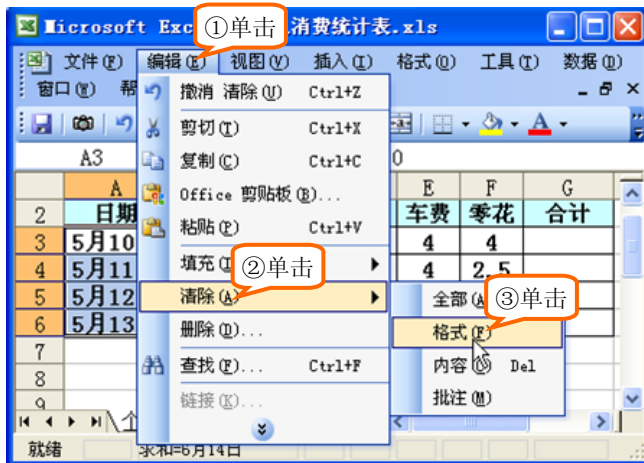 Microsoft Exc 消费统计表.xls
①单击
文件(F) 编辑(E) 视图(V) 插入(I) 格式(O) 工具(T) 数据(D)
窗口(W) 帮
撤消 清除(U) Ctrl+Z
剪切(T) Ctrl+X
A3 复制(C) Ctrl+C 0
Office 剪贴板(B)...
A E F G
2 日期 车费 零花 合计
粘贴(P) Ctrl+V
3 5月10 4 4
填充(I)
②单击
4 5月11 4 2.5
清除(A)
5 5月12 全部(A)
③单击
删除(D)...
6 5月13 格式(F)
7 查找(F)... Ctrl+F 内容(C) Del
8
链接(K)... 批注(M)
9
个
就绪 求和=6月14日